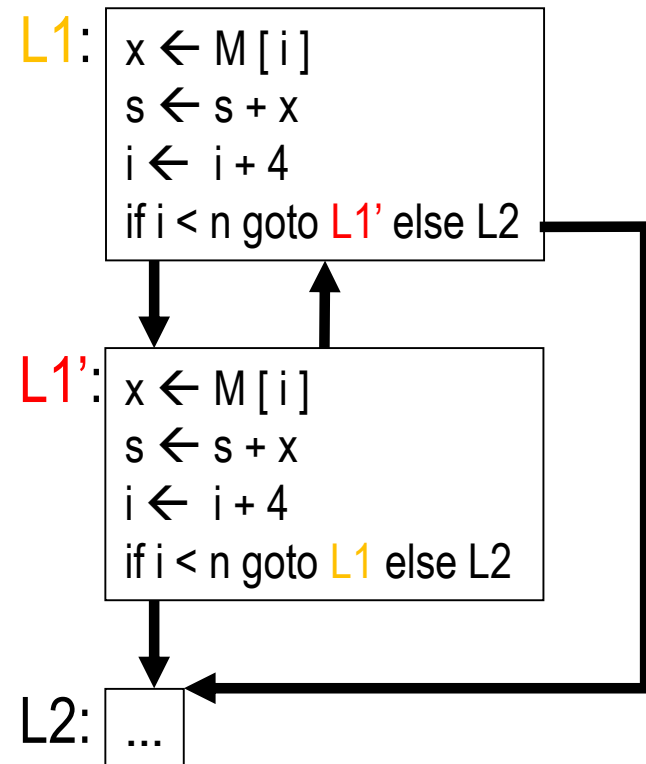 L1: x ← M [ i ]
s ← s + x
i ← i + 4
if i < n goto L1’ else L2
L1’: x ← M [ i ]
s ← s + x
i ← i + 4
if i < n goto L1 else L2
L2: ...